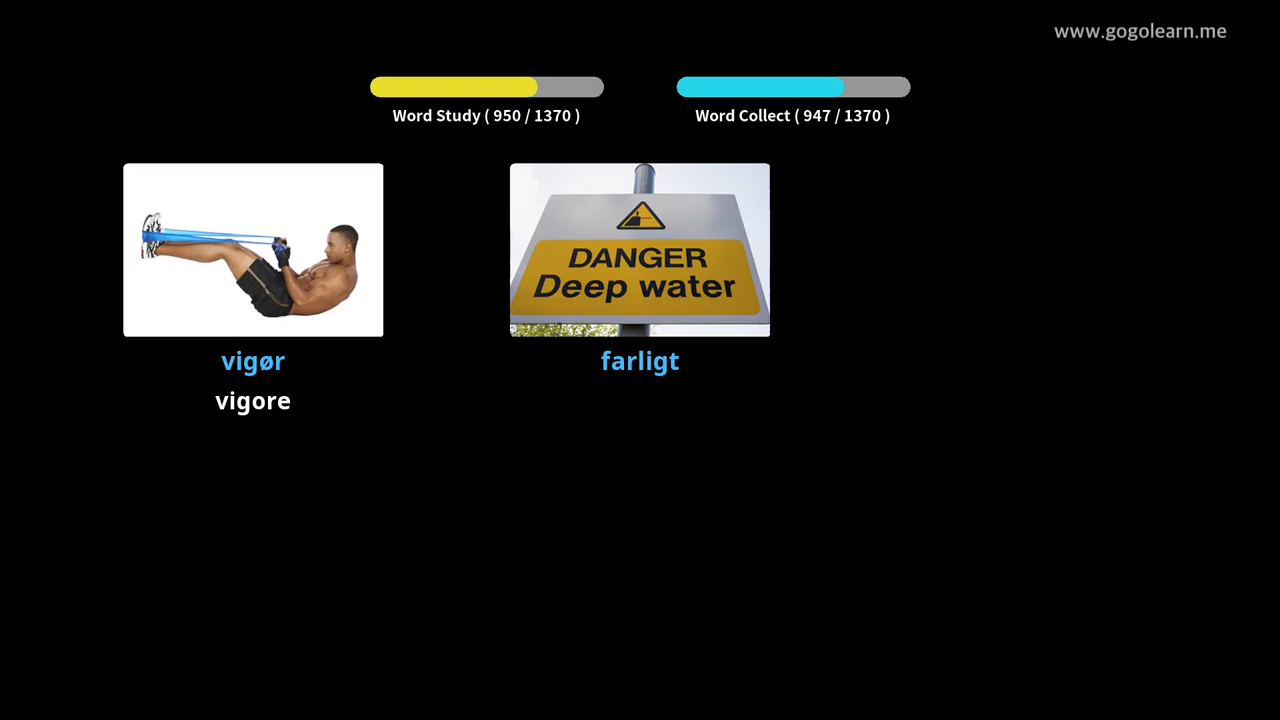 www.gogolearn.me
Word Study ( 950 / 1370 )
Word Collect ( 947 / 1370 )
DANGER
Deep water
vigør
farligt
vigore